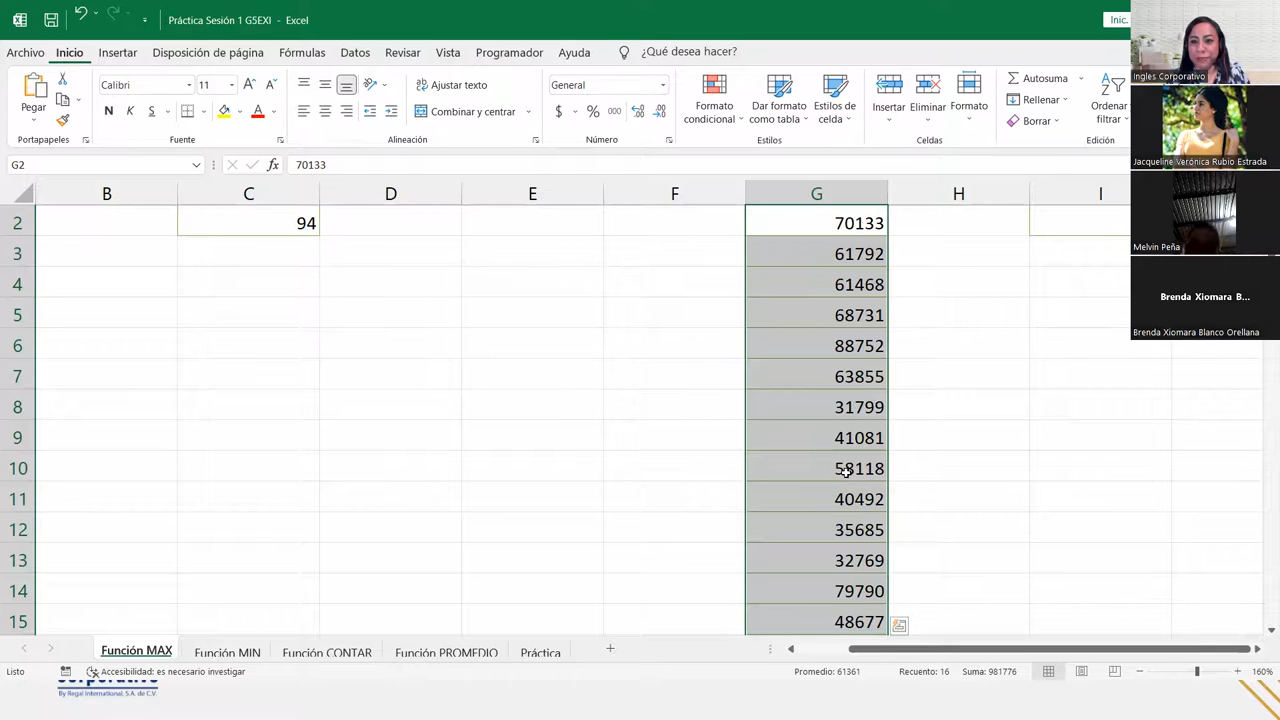 Práctica Sesión 1 G5EXI - Excel
Inic.
Archivo Inicio Insertar Disposición de página Fórmulas Datos Revisar Vista Programador Ayuda ¿Qué desea hacer?
Pegar
Portapapeles
Calibri 11
N K S
Fuente
Combinar y centrar
Alineación
General
$ % 000
Número
Formato condicional
Dar formato como tabla
Estilos de celda
Estilos
Insertar Eliminar Formato
Celdas
Autosuma
Rellenar
Borrar
Ordenar
filtrar
Edición
Ingles Corporativo
Jacqueline Verónica Rubio Estrada
Melvin Peña
Brenda Xiomara B...
Brenda Xiomara Blanco Orellana
G2 fx 70133
B C D E F G H I
2 94 70133
3 61792
4 61468
5 68731
6 88752
7 63855
8 31799
9 41081
10 58118
11 40492
12 35685
13 32769
14 79790
15 48677
Función MAX Función MIN Función CONTAR Función PROMEDIO Práctica
Listo Accesibilidad: es necesario investigar Promedio: 61361 Recuento: 16 Suma: 981776 160%
By Regal International, S.A. de C.V.